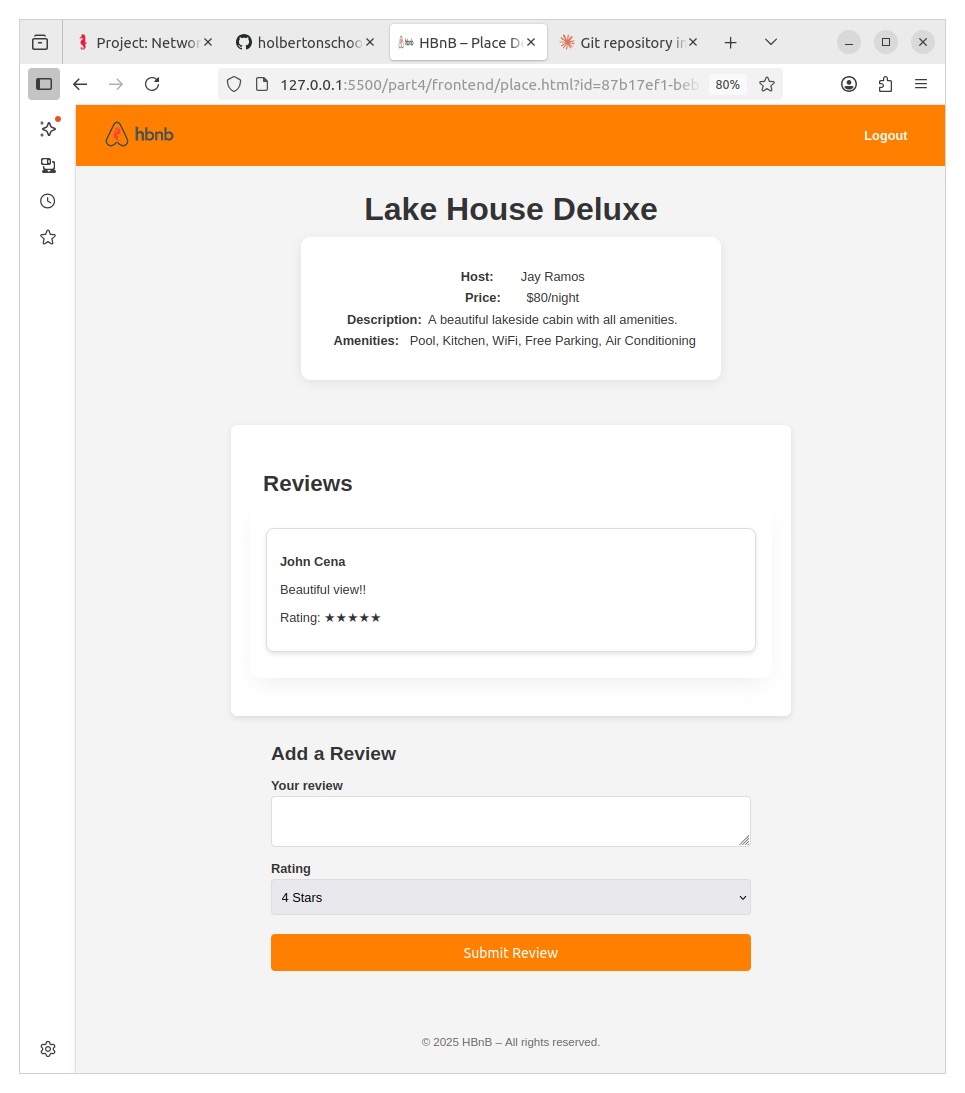 Project: Networ
holbertonschoo
HBnB – Place De
Git repository in
127.0.0.1:5500/part4/frontend/place.html?id=87b17ef1-beb
80%
hbnb
Logout
Lake House Deluxe
Host: Jay Ramos
Price: $80/night
Description: A beautiful lakeside cabin with all amenities.
Amenities: Pool, Kitchen, WiFi, Free Parking, Air Conditioning
Reviews
John Cena
Beautiful view!!
Rating: ★★★★★
Add a Review
Your review
Rating
4 Stars
Submit Review
© 2025 HBnB – All rights reserved.